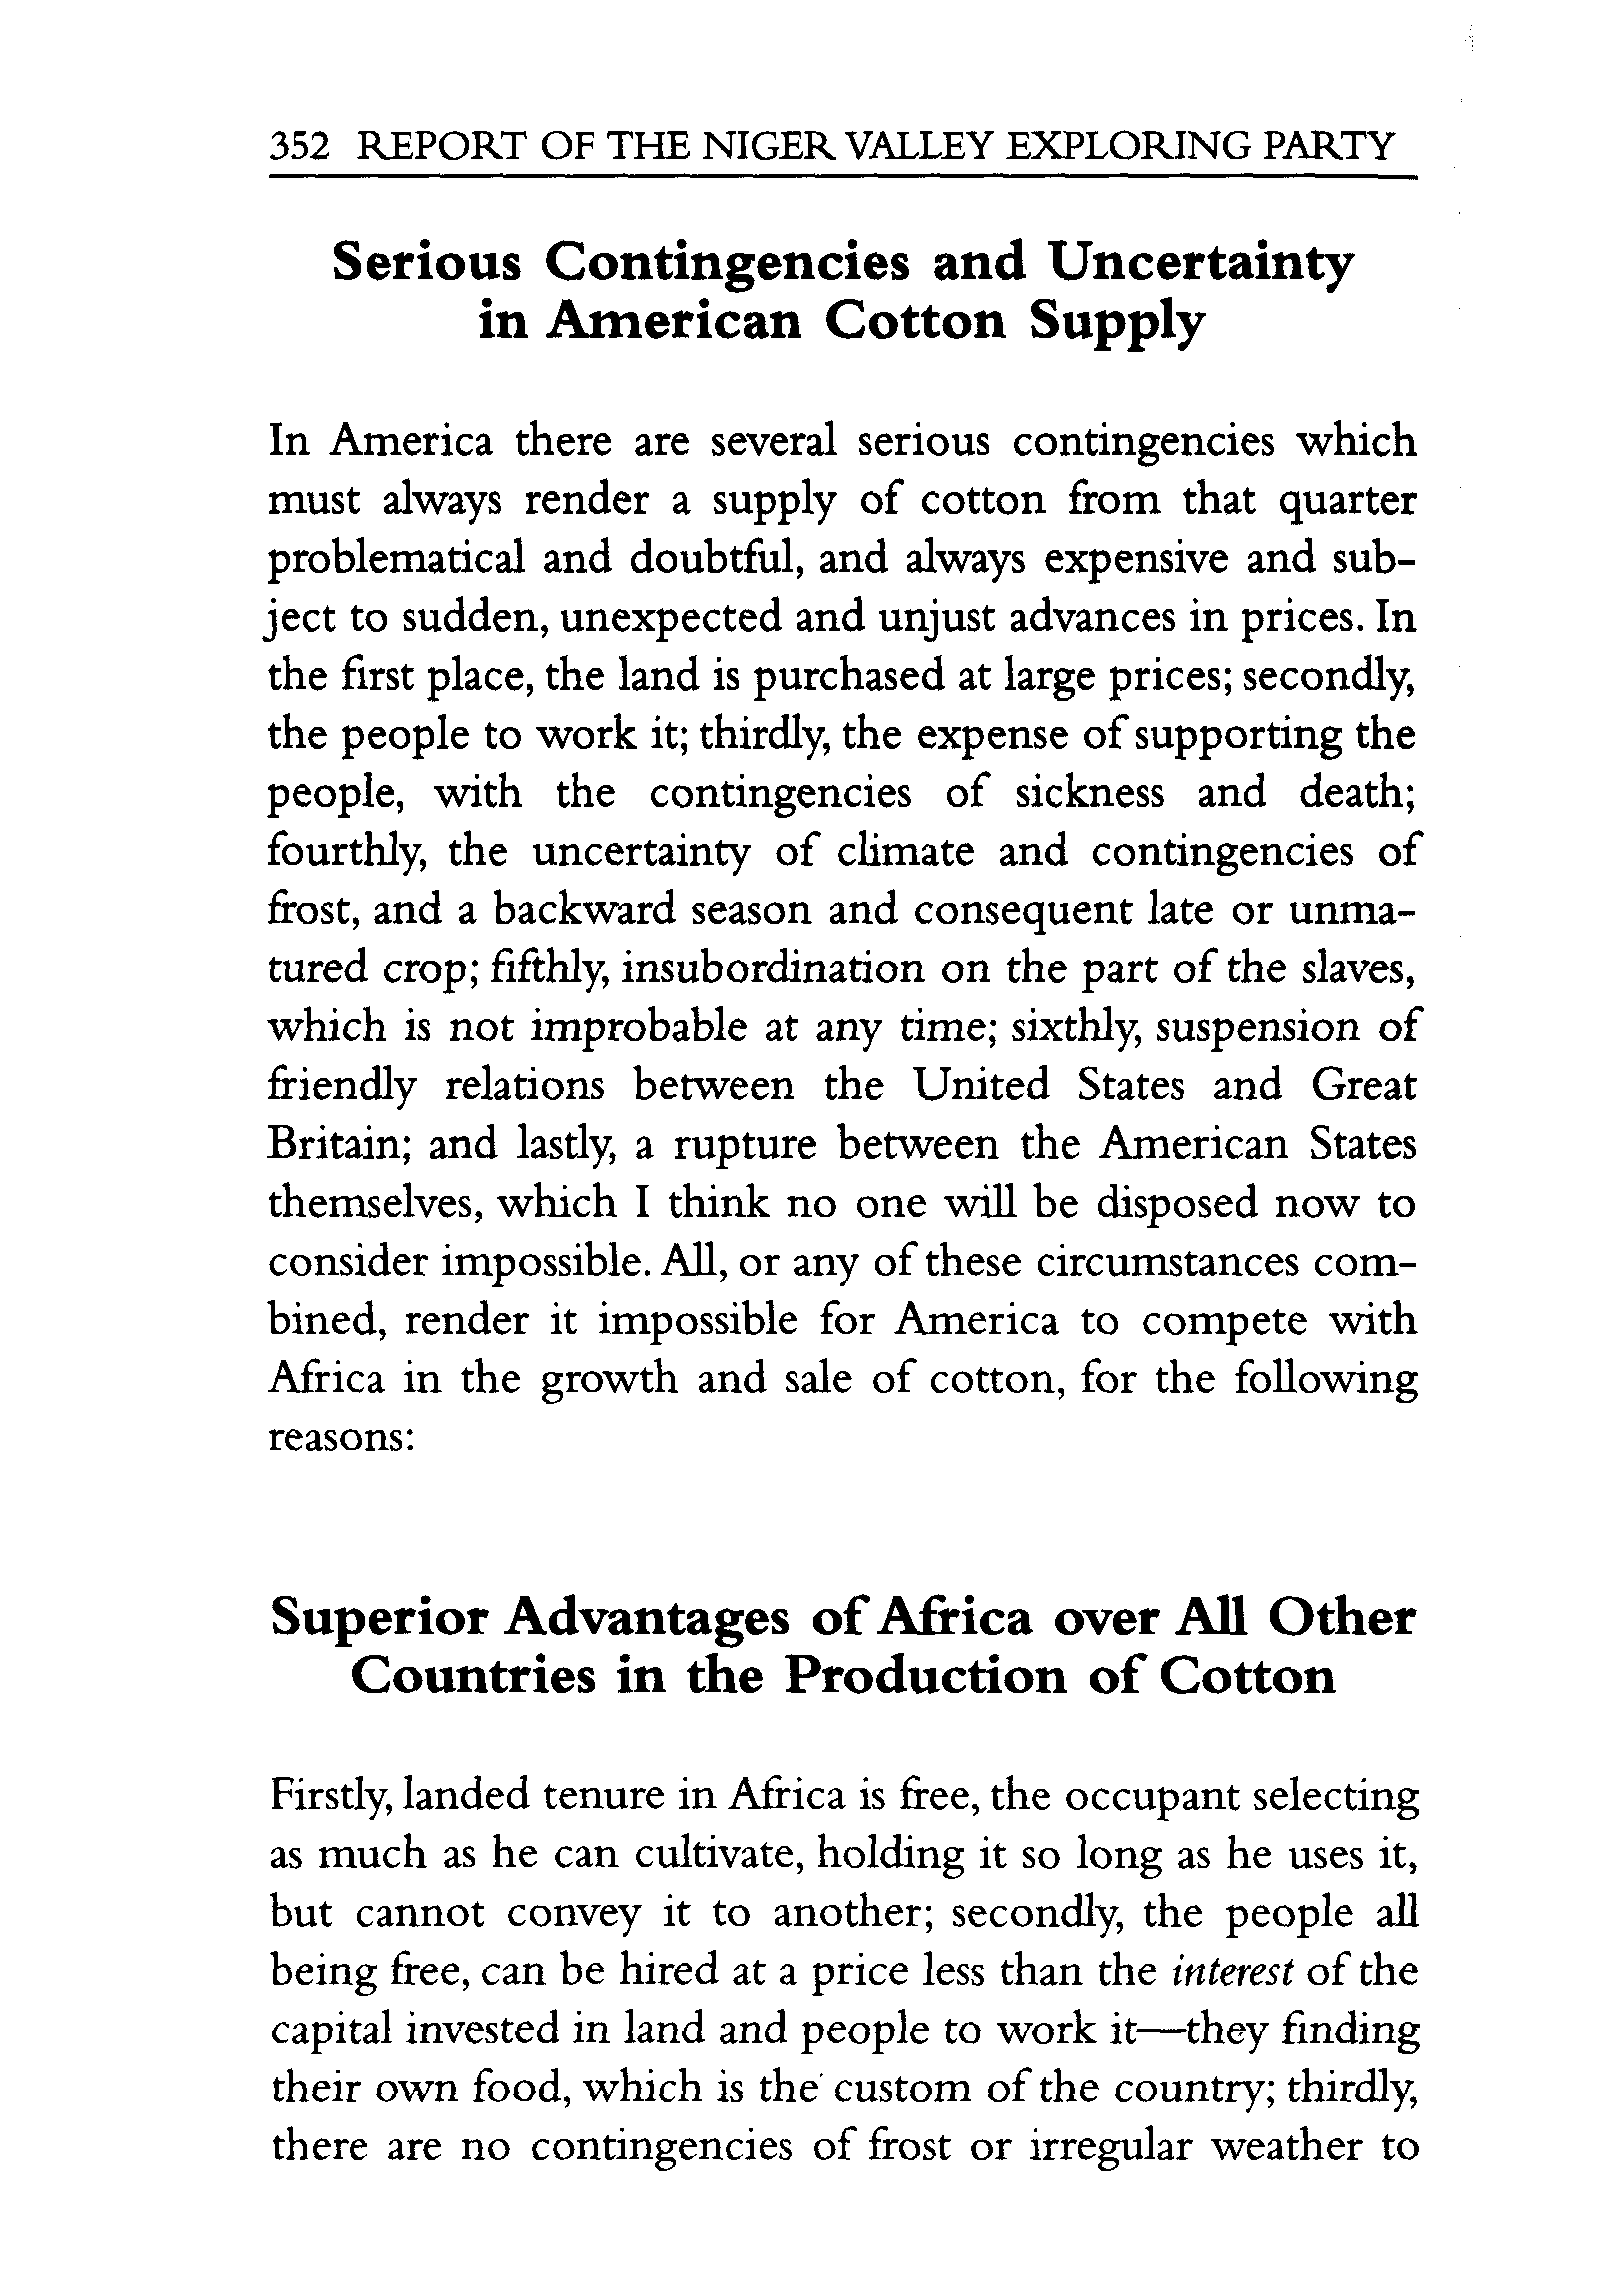 352 REPORT OF THE NIGER VALLEY EXPLORING PARTY
Serious Contingencies and Uncertainty
in American Cotton Supply
In America there are several serious contingencies which
must always render a supply of cotton from that quarter
problematical and doubtful, and always expensive and sub-
ject to sudden, unexpected and unjust advances in prices. In
the first place, the land is purchased at large prices; secondly,
the people to work it; thirdly, the expense of supporting the
people, with the contingencies of sickness and death;
fourthly, the uncertainty of climate and contingencies of
frost, and a backward season and consequent late or unma-
tured crop; fifthly, insubordination on the part of the slaves,
which is not improbable at any time; sixthly, suspension of
friendly relations between the United States and Great
Britain; and lastly, a rupture between the American States
themselves, which I think no one will be disposed now to
consider impossible. All, or any of these circumstances com-
bined, render it impossible for America to compete with
Africa in the growth and sale of cotton, for the following
reasons:
Superior Advantages of Africa over All Other
Countries in the Production of Cotton
Firstly, landed tenure in Africa is free, the occupant selecting
as much as he can cultivate, holding it so long as he uses it,
but cannot convey it to another; secondly, the people all
being free, can be hired at a price less than the interest of the
capital invested in land and people to work it—they finding
their own food, which is the custom of the country; thirdly,
there are no contingencies of frost or irregular weather to